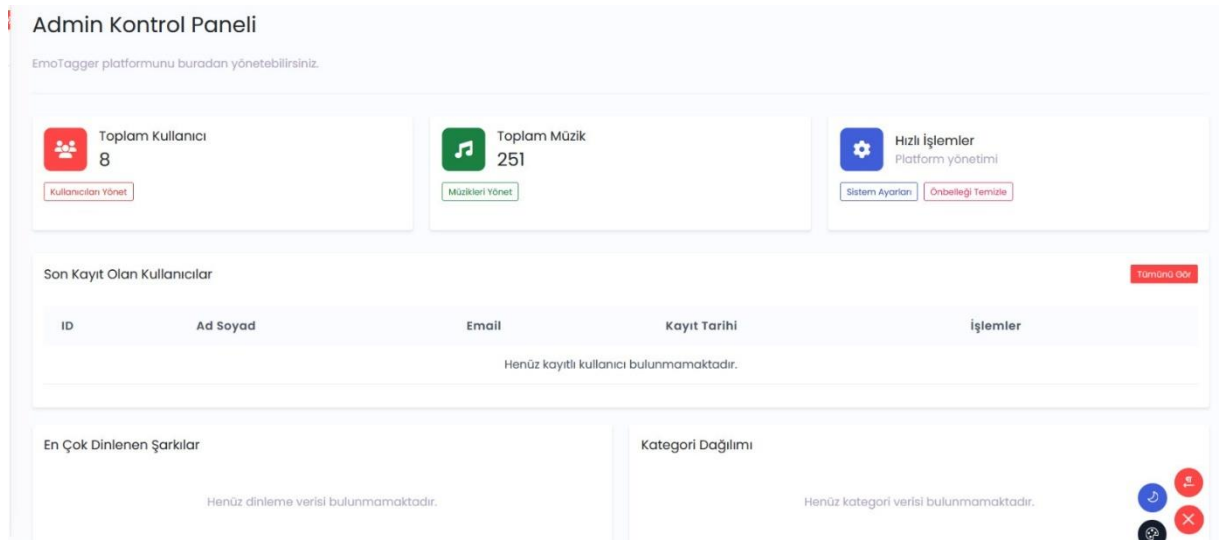 Admin Kontrol Paneli
EmoTagger platformunu buradan yönetebilirsiniz.
Toplam Kullanıcı
8
Kullanıcıları Yönet
Toplam Müzik
251
Müzikleri Yönet
Hızlı İşlemler
Platform yönetimi
Sistem Ayarları
Önbelleği Temizle
Son Kayıt Olan Kullanıcılar
Tümünü Gör
ID Ad Soyad Email Kayıt Tarihi İşlemler
Henüz kayıtlı kullanıcı bulunmamaktadır.
En Çok Dinlenen Şarkılar
Henüz dinleme verisi bulunmamaktadır.
Kategori Dağılımı
Henüz kategori verisi bulunmamaktadır.